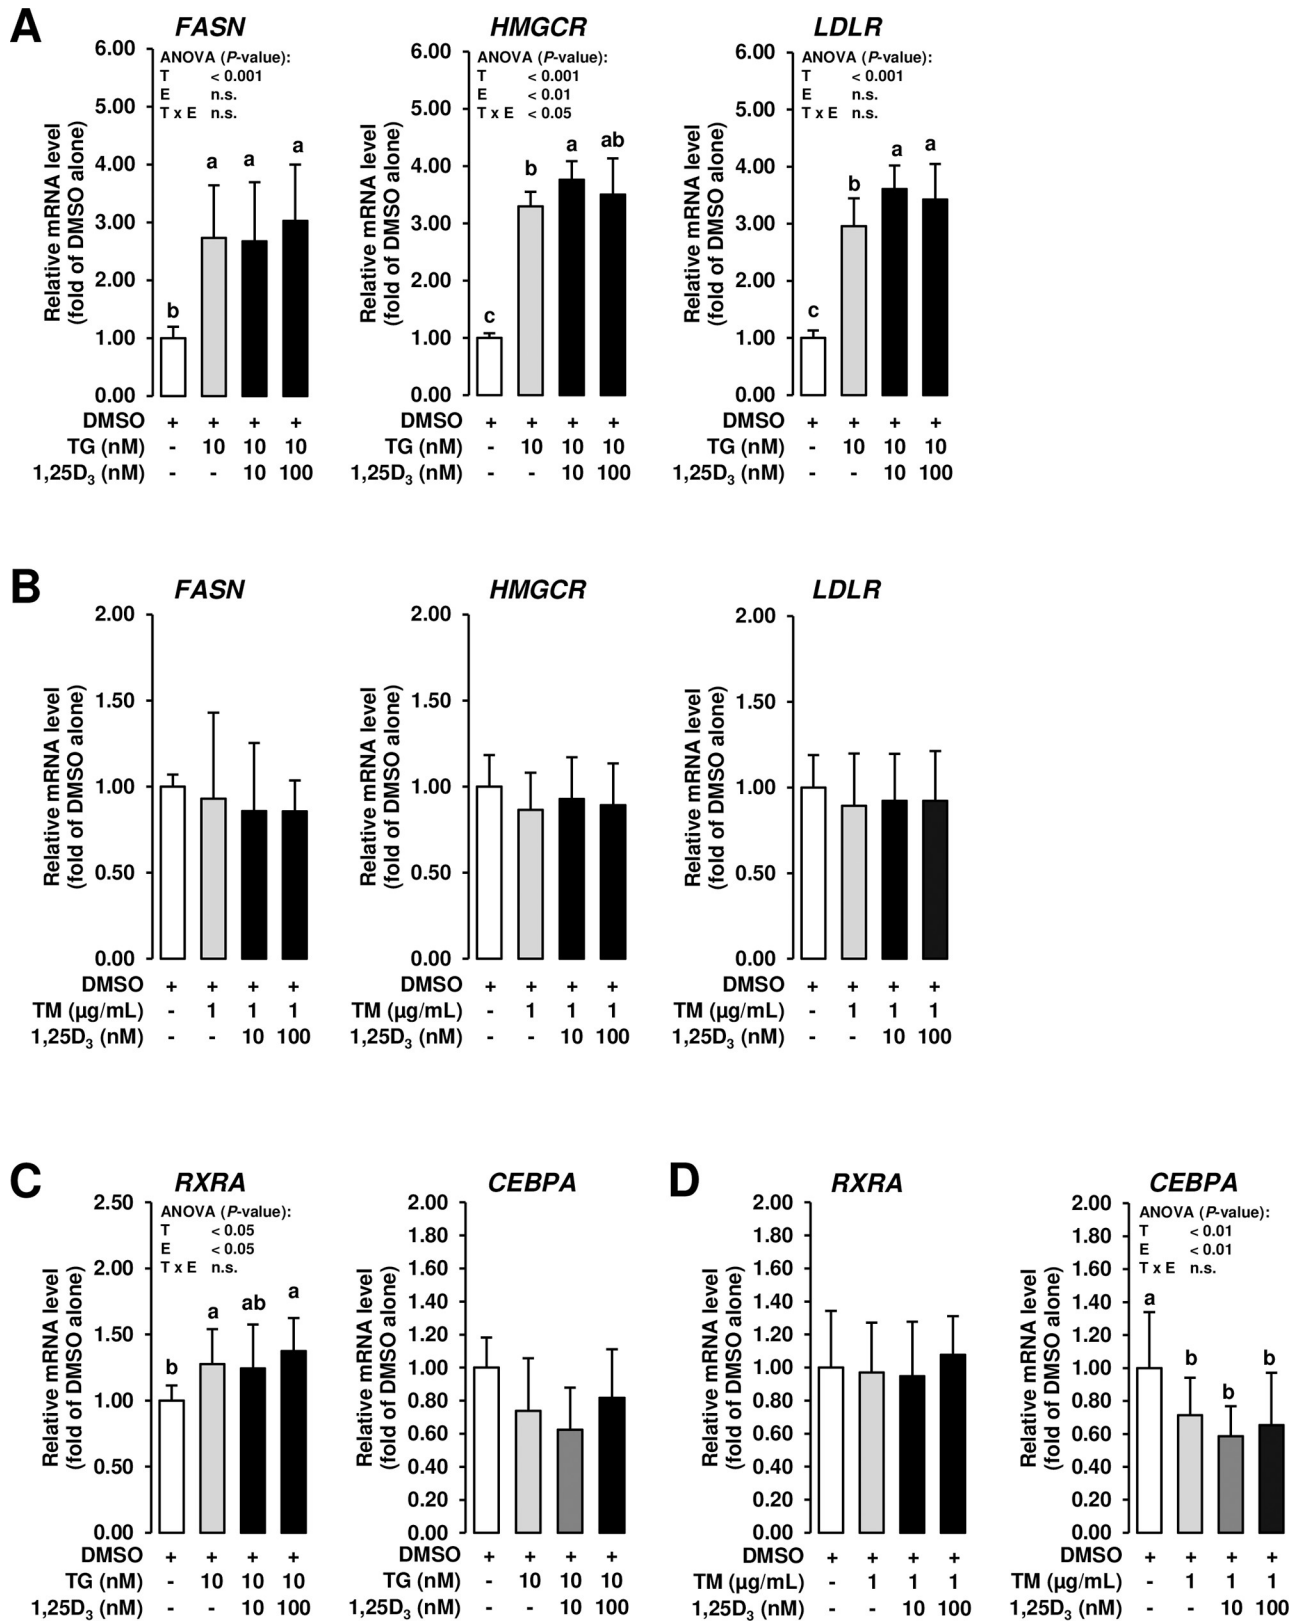 A
FASN
6.00
5.00
4.00
3.00
2.00
1.00
0.00
Relative mRNA level
(fold of DMSO alone)
ANOVA (P-value):
T < 0.001
E n.s.
T x E n.s.
b a a a
DMSO + + + +
TG (nM) - 10 10 10
1,25D3 (nM) - - 10 100
HMGCR
6.00
5.00
4.00
3.00
2.00
1.00
0.00
Relative mRNA level
(fold of DMSO alone)
ANOVA (P-value):
T < 0.001
E < 0.01
T x E < 0.05
c b a ab
DMSO + + + +
TG (nM) - 10 10 10
1,25D3 (nM) - - 10 100
LDLR
6.00
5.00
4.00
3.00
2.00
1.00
0.00
Relative mRNA level
(fold of DMSO alone)
ANOVA (P-value):
T < 0.001
E n.s.
T x E n.s.
c b a a
DMSO + + + +
TG (nM) - 10 10 10
1,25D3 (nM) - - 10 100
B
FASN
2.00
1.50
1.00
0.50
0.00
Relative mRNA level
(fold of DMSO alone)
DMSO + + + +
TM (µg/mL) - 1 1 1
1,25D3 (nM) - - 10 100
HMGCR
2.00
1.50
1.00
0.50
0.00
Relative mRNA level
(fold of DMSO alone)
DMSO + + + +
TM (µg/mL) - 1 1 1
1,25D3 (nM) - - 10 100
LDLR
2.00
1.50
1.00
0.50
0.00
Relative mRNA level
(fold of DMSO alone)
DMSO + + + +
TM (µg/mL) - 1 1 1
1,25D3 (nM) - - 10 100
C
RXRA
2.50
2.00
1.50
1.00
0.50
0.00
Relative mRNA level
(fold of DMSO alone)
ANOVA (P-value):
T < 0.05
E < 0.05
T x E n.s.
b a ab a
DMSO + + + +
TG (nM) - 10 10 10
1,25D3 (nM) - - 10 100
CEBPA
2.00
1.80
1.60
1.40
1.20
1.00
0.80
0.60
0.40
0.20
0.00
Relative mRNA level
(fold of DMSO alone)
DMSO + + + +
TG (nM) - 10 10 10
1,25D3 (nM) - - 10 100
D
RXRA
2.00
1.80
1.60
1.40
1.20
1.00
0.80
0.60
0.40
0.20
0.00
Relative mRNA level
(fold of DMSO alone)
DMSO + + + +
TM (µg/mL) - 1 1 1
1,25D3 (nM) - - 10 100
CEBPA
2.00
1.80
1.60
1.40
1.20
1.00
0.80
0.60
0.40
0.20
0.00
Relative mRNA level
(fold of DMSO alone)
ANOVA (P-value):
T < 0.01
E < 0.01
T x E n.s.
a b b b
DMSO + + + +
TM (µg/mL) - 1 1 1
1,25D3 (nM) - - 10 100